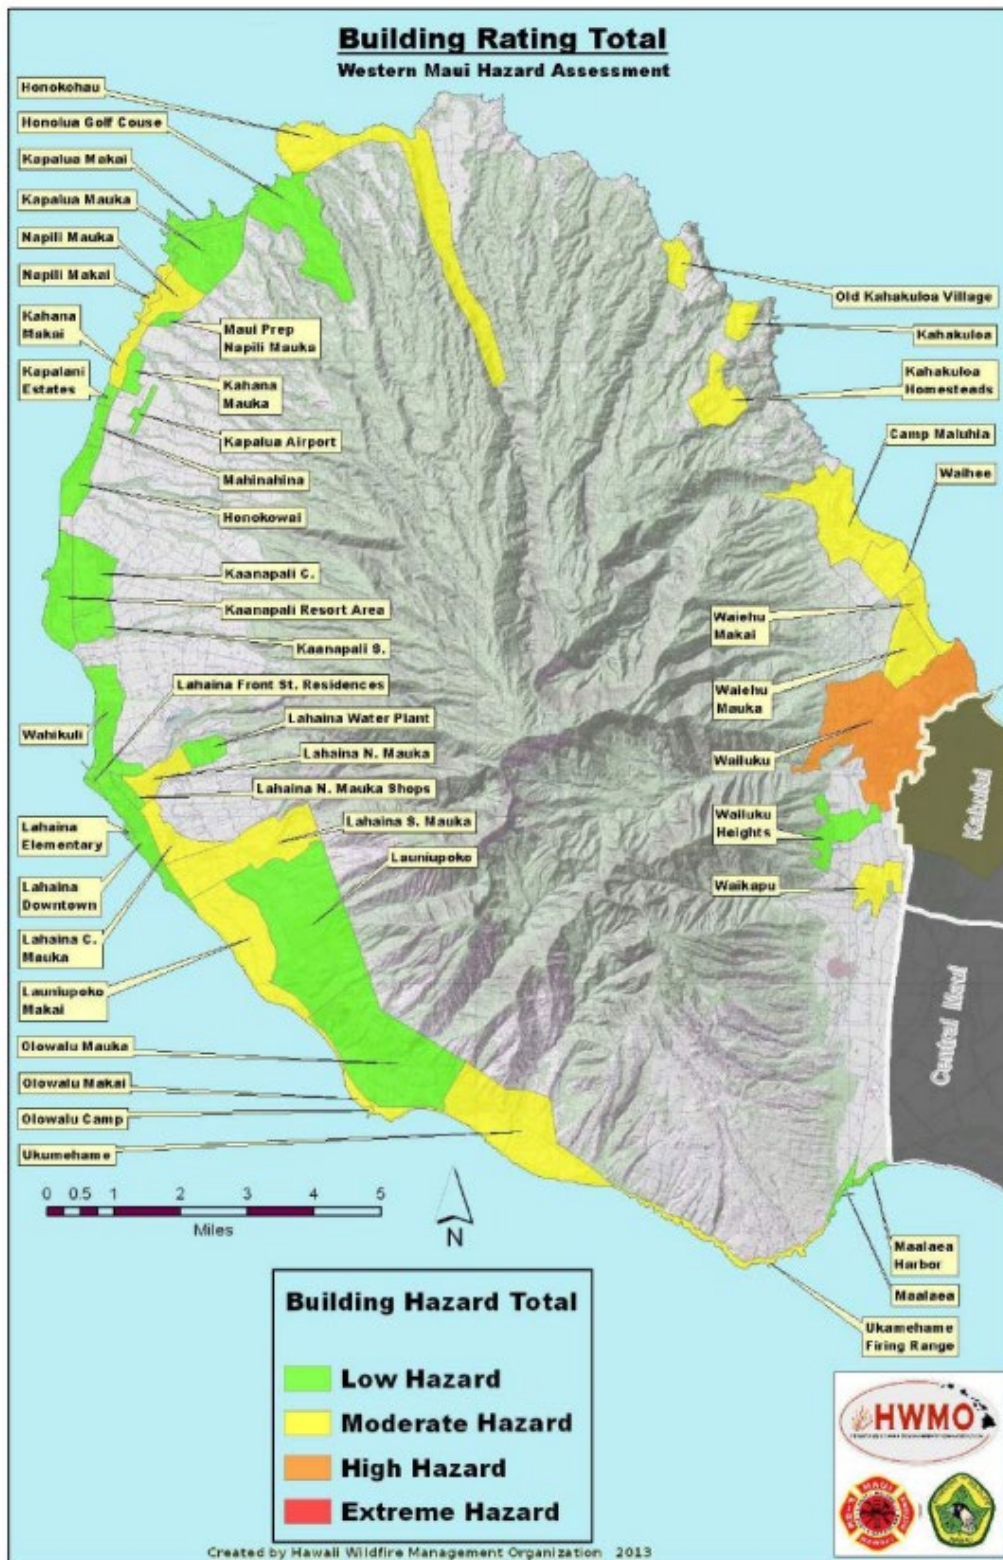 Building Rating Total
Western Maui Hazard Assessment
Honokohau
Honolua Golf Couse
Kapalua Makai
Kapalua Mauka
Napili Mauka
Napili Makai
Kahana
Makai
Kapalani
Estates
Maui Prep
Napili Mauka
Kahana
Mauka
Kapalua Airport
Mahinahina
Honokowai
Kaanapali C.
Kaanapali Resort Area
Kaanapali S.
Lahaina Front St. Residences
Wahikuli
Lahaina Water Plant
Lahaina N. Mauka
Lahaina N. Mauka Shops
Lahaina S. Mauka
Launiupoko
Lahaina
Elementary
Lahaina
Downtown
Lahaina C.
Mauka
Launiupoko
Makai
Olowalu Mauka
Olowalu Makai
Olowalu Camp
Ukumehame
Old Kahakuloa Village
Kahakuloa
Kahakuloa
Homesteads
Camp Maluhia
Waihee
Waiehu
Makai
Waiehu
Mauka
Wailuku
Wailuku
Heights
Waikapu
Kahului
Central Maui
Maalaea
Harbor
Maalaea
Ukamehame
Firing Range
0 0.5 1 2 3 4 5
Miles
N
Building Hazard Total
Low Hazard
Moderate Hazard
High Hazard
Extreme Hazard
HWMO
MAUI
Created by Hawaii Wildfire Management Organization 2013